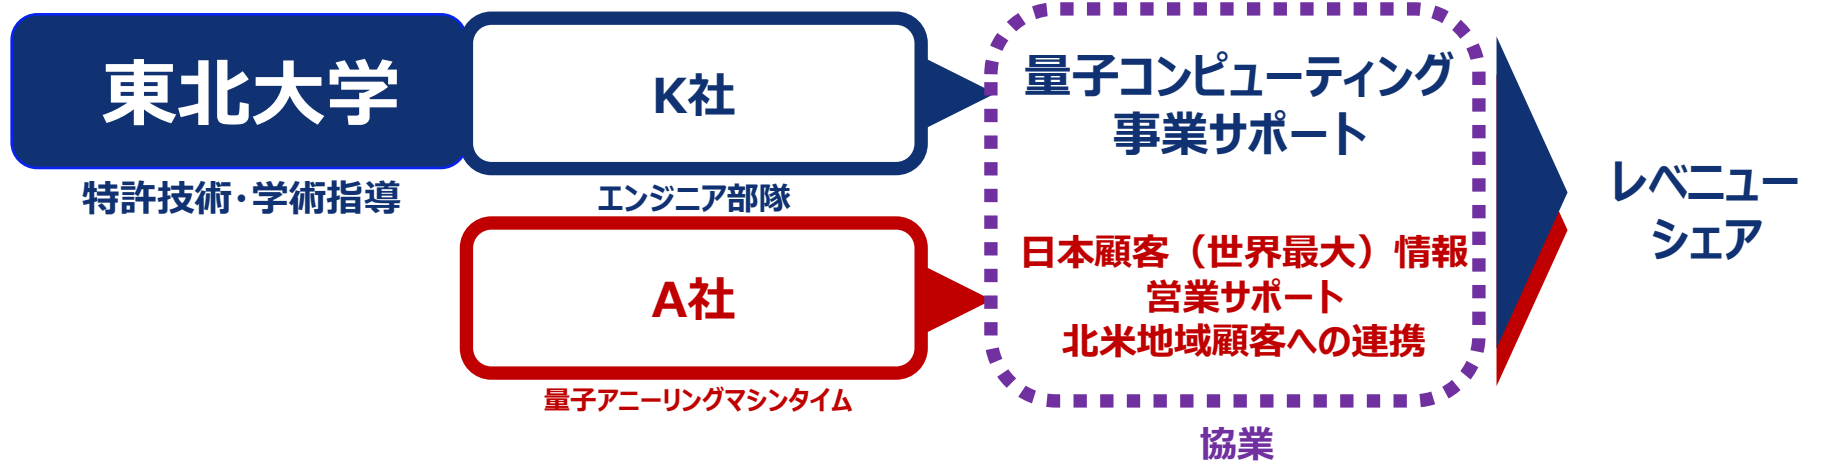 東北大学
特許技術・学術指導
K社
エンジニア部隊
A社
量子アニーリングマシンタイム
量子コンピューティング
事業サポート
日本顧客（世界最大）情報
営業サポート
北米地域顧客への連携
協業
レベニュー
シェア